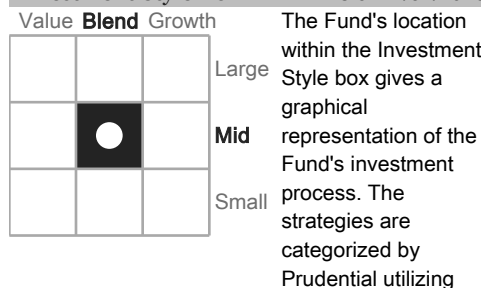 Value Blend Growth
Large
Mid
Small
The Fund's location
within the Investment
Style box gives a
graphical
representation of the
Fund's investment
process. The
strategies are
categorized by
Prudential utilizing